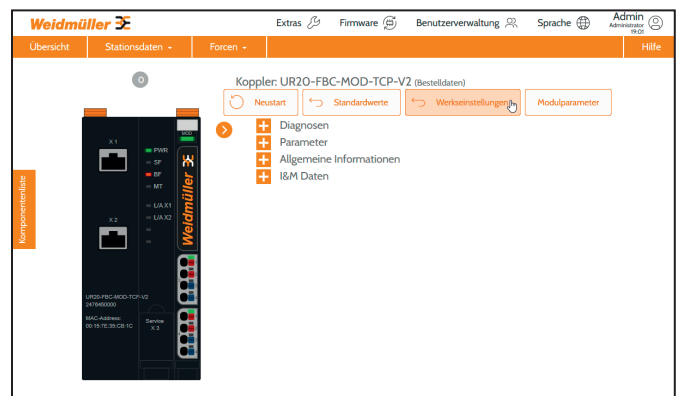 Weidmüller
Extras
Firmware
Benutzerverwaltung
Sprache
Admin
Administrator
19:01
Übersicht
Stationsdaten
Forcen
Hilfe
0
Koppler: UR20-FBC-MOD-TCP-V2 (Bestelldaten)
Neustart
Standardwerte
Werkseinstellungen
Modulparameter
Diagnosen
Parameter
Allgemeine Informationen
I&M Daten
Komponentenliste
X 1
MOD
PWR
SF
BF
MT
L/A X1
L/A X2
X 2
Weidmüller
UR20-FBC-MOD-TCP-V2
2476450000
MAC-Address:
00:15:7E:35:CB:1C
Service
X 3